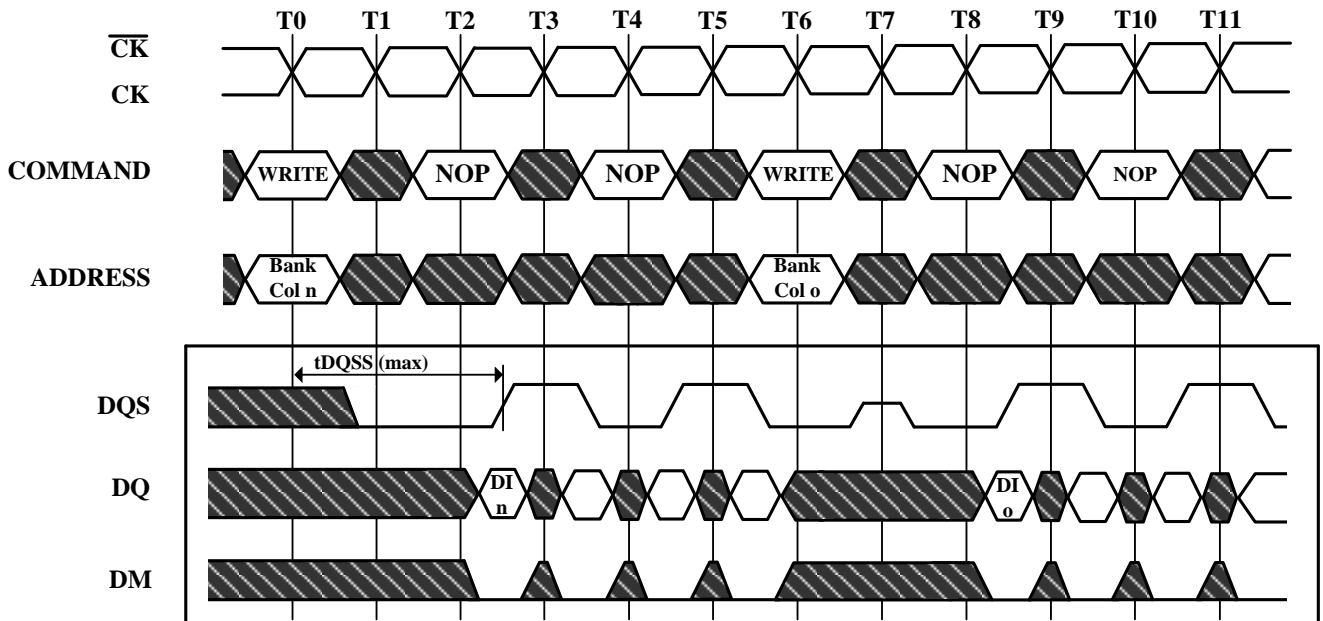 T0 T1 T2 T3 T4 T5 T6 T7 T8 T9 T10 T11
CK
CK
COMMAND WRITE NOP NOP WRITE NOP NOP
ADDRESS Bank Col n Bank Col o
tDQSS (max)
DQS
DQ DI n DI o
DM